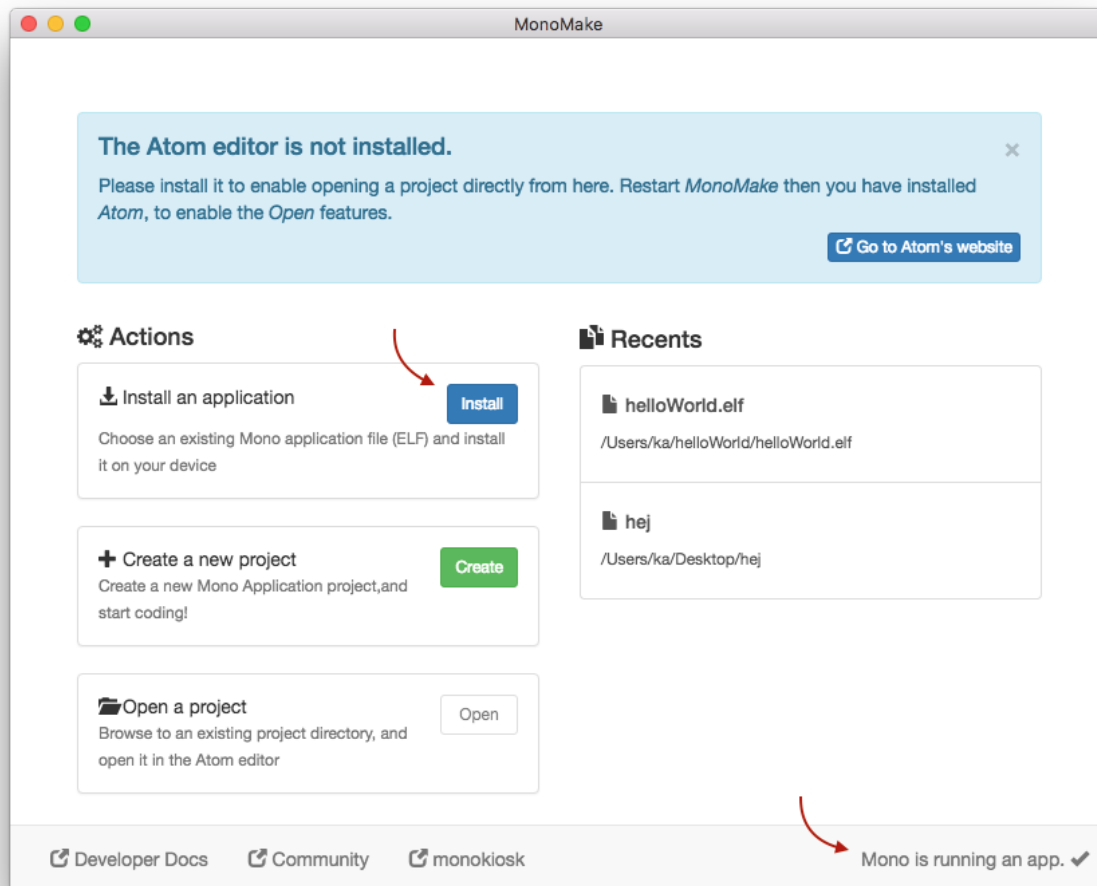 MonoMake
The Atom editor is not installed.
×
Please install it to enable opening a project directly from here. Restart MonoMake then you have installed
Atom, to enable the Open features.
Go to Atom's website
Actions
Install an application
Install
Choose an existing Mono application file (ELF) and install
it on your device
Create a new project
Create
Create a new Mono Application project,and
start coding!
Open a project
Open
Browse to an existing project directory, and
open it in the Atom editor
Recents
helloWorld.elf
/Users/ka/helloWorld/helloWorld.elf
hej
/Users/ka/Desktop/hej
Developer Docs
Community
monokiosk
Mono is running an app.